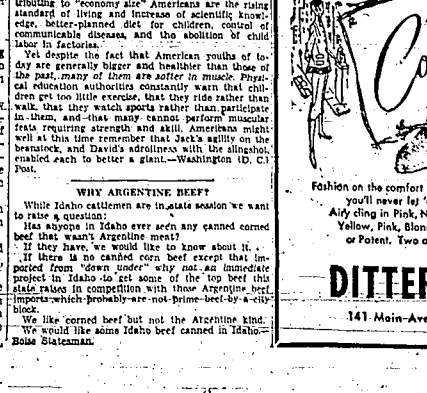 tributing to "economy size" Americans are the rising
standard of living and increase of scientific knowl-
edge, better-planned diet for children, control of
communicable diseases, and the abolition of child
labor in factories.
Yet despite the fact that American youths of to-
day are generally bigger and healthier than those of
the past, many of them are softer in muscle. Physi-
cal education authorities constantly warn that chil-
dren get too little exercise, that they ride rather than
walk, that they watch sports rather than participate
in them, and that many cannot perform muscular
feats requiring strength and skill. Americans might
well at this time remember that Jack's agility on the
beanstock, and David's adroitness with the slingshot,
enabled each to better a giant.—Washington (D. C.)
Post.
WHY ARGENTINE BEEF?
While Idaho cattlemen are in state session we want
to raise a question:
Has anyone in Idaho ever seen any canned corned
beef that wasn't Argentine meat?
If they have, we would like to know about it.
If there is no canned corn beef except that im-
ported from "down under" why not an immediate
project in Idaho to get some of the top beef this
state raises in competition with those Argentine beef
imports which probably are not prime beef by a city
block.
We like corned beef but not the Argentine kind.
We would like some Idaho beef canned in Idaho.—
Boise Statesman.
Co
Fashion on the comfort
you'll never let
Airy cling in Pink, N
Yellow, Pink, Blon
or Patent. Two
DITTE
141 Main Ave